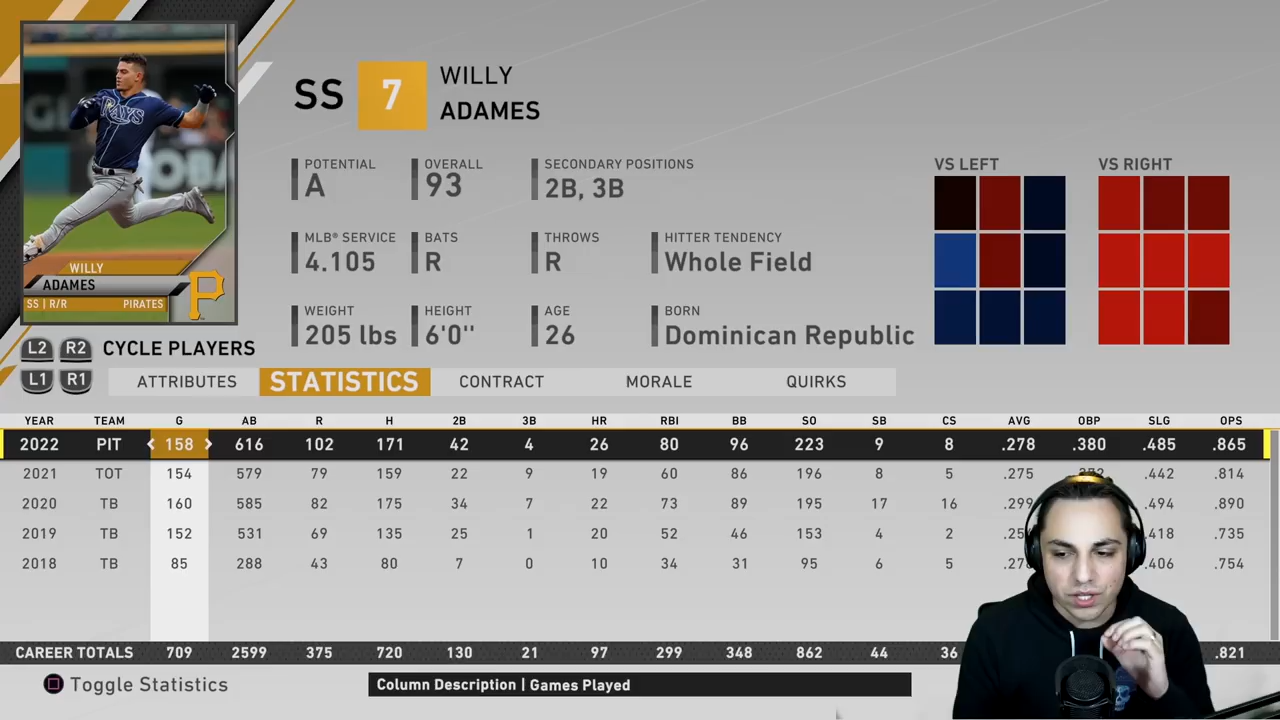 SS 7 WILLY
ADAMES
POTENTIAL OVERALL SECONDARY POSITIONS VS LEFT VS RIGHT
A 93 2B, 3B
MLB® SERVICE BATS THROWS HITTER TENDENCY
4.105 R R Whole Field
WEIGHT HEIGHT AGE BORN
205 lbs 6'0'' 26 Dominican Republic
RAYS
WILLY
ADAMES
SS | R/R PIRATES
P
L2 R2 CYCLE PLAYERS
L1 R1 ATTRIBUTES STATISTICS CONTRACT MORALE QUIRKS
YEAR TEAM G AB R H 2B 3B HR RBI BB SO SB CS AVG OBP SLG OPS
2022 PIT < 158 > 616 102 171 42 4 26 80 96 223 9 8 .278 .380 .485 .865
2021 TOT 154 579 79 159 22 9 19 60 86 196 8 5 .275 .442 .814
2020 TB 160 585 82 175 34 7 22 73 89 195 17 16 .299 .494 .890
2019 TB 152 531 69 135 25 1 20 52 46 153 4 2 .418 .735
2018 TB 85 288 43 80 7 0 10 34 31 95 6 5 .406 .754
CAREER TOTALS 709 2599 375 720 130 21 97 299 348 862 44 36 .821
Toggle Statistics
Column Description | Games Played